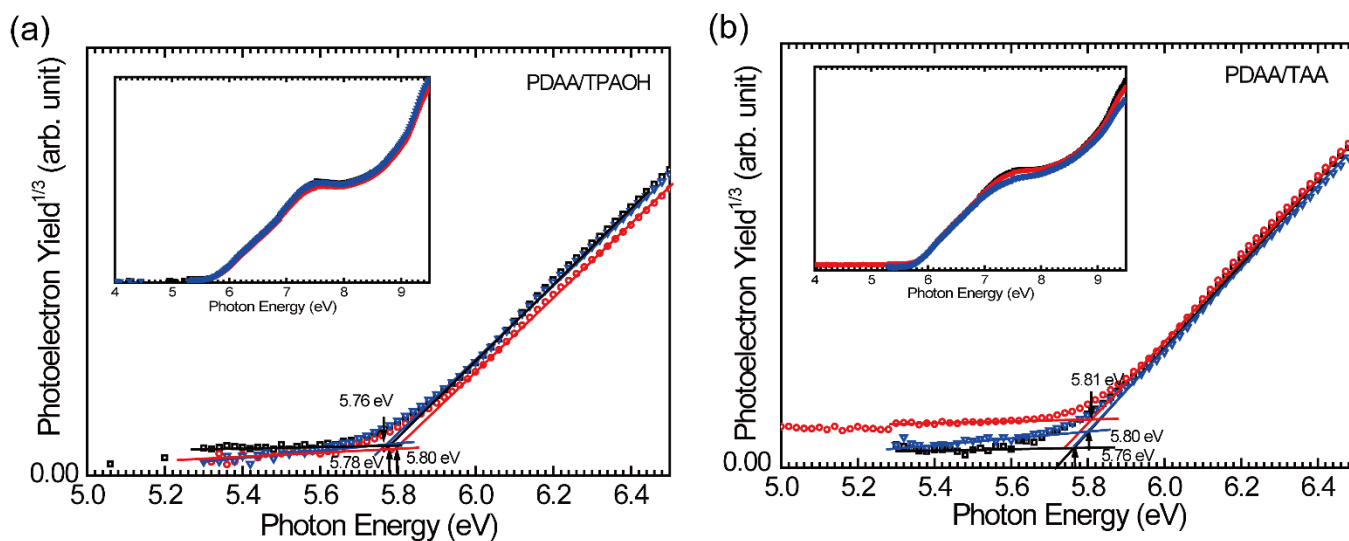 (a)
Photoelectron Yield1/3 (arb. unit)
PDAA/TPAOH
4 5 6 7 8 9
Photon Energy (eV)
5.76 eV
5.78 eV
5.80 eV
0.00
5.0 5.2 5.4 5.6 5.8 6.0 6.2 6.4
Photon Energy (eV)
(b)
Photoelectron Yield1/3 (arb. unit)
PDAA/TAA
4 5 6 7 8 9
Photon Energy (eV)
5.81 eV
5.80 eV
5.76 eV
0.00
5.0 5.2 5.4 5.6 5.8 6.0 6.2 6.4
Photon Energy (eV)